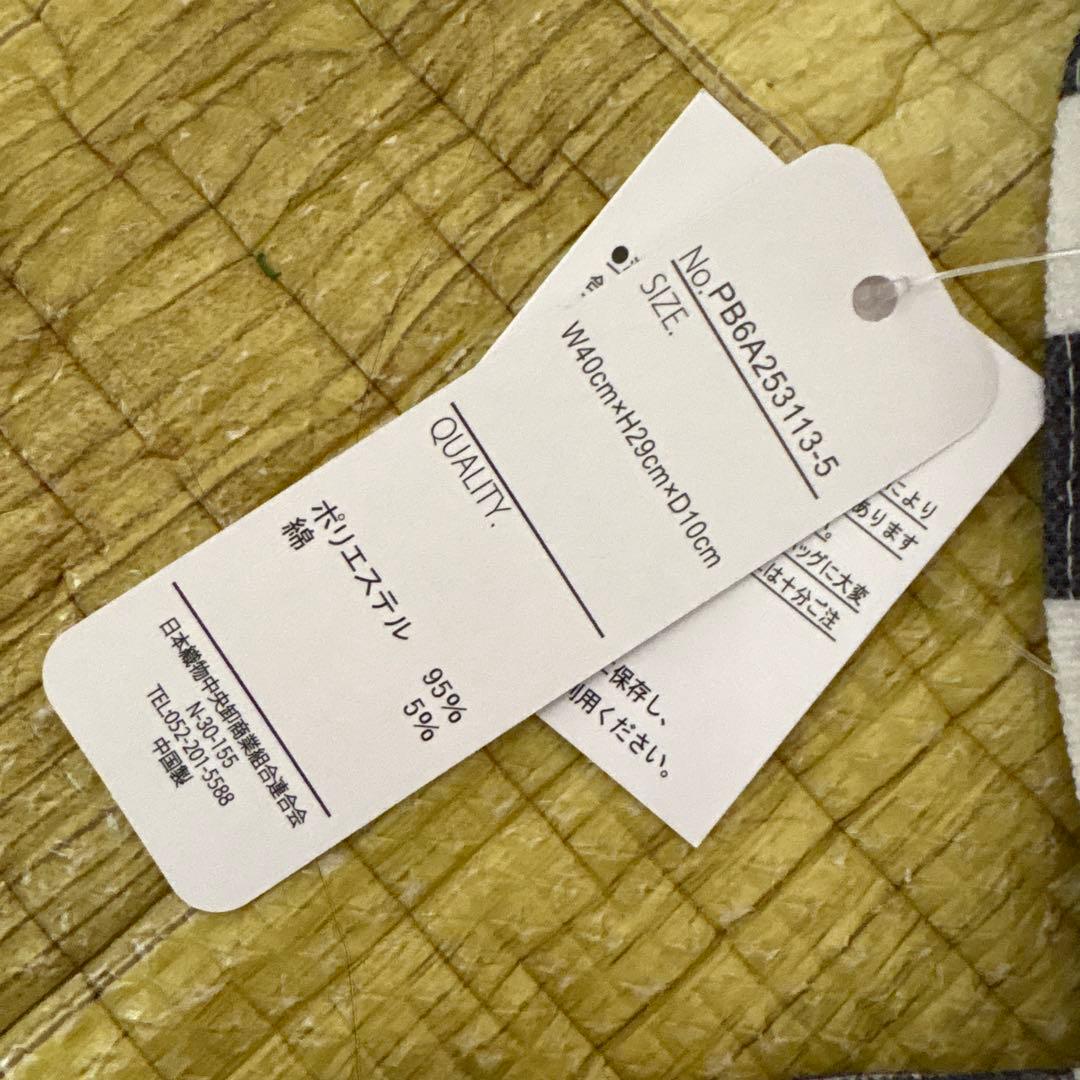 No.PB6A253113-5
SIZE.
W40cm×H29cm×D10cm
QUALITY.
ポリエステル 95%
綿 5%
日本織物中央卸商業組合連合会
N-30-155
TEL:052-201-5588
中国製
により
あります
。
ッグに大変
は十分ご注
保存し、
用ください。